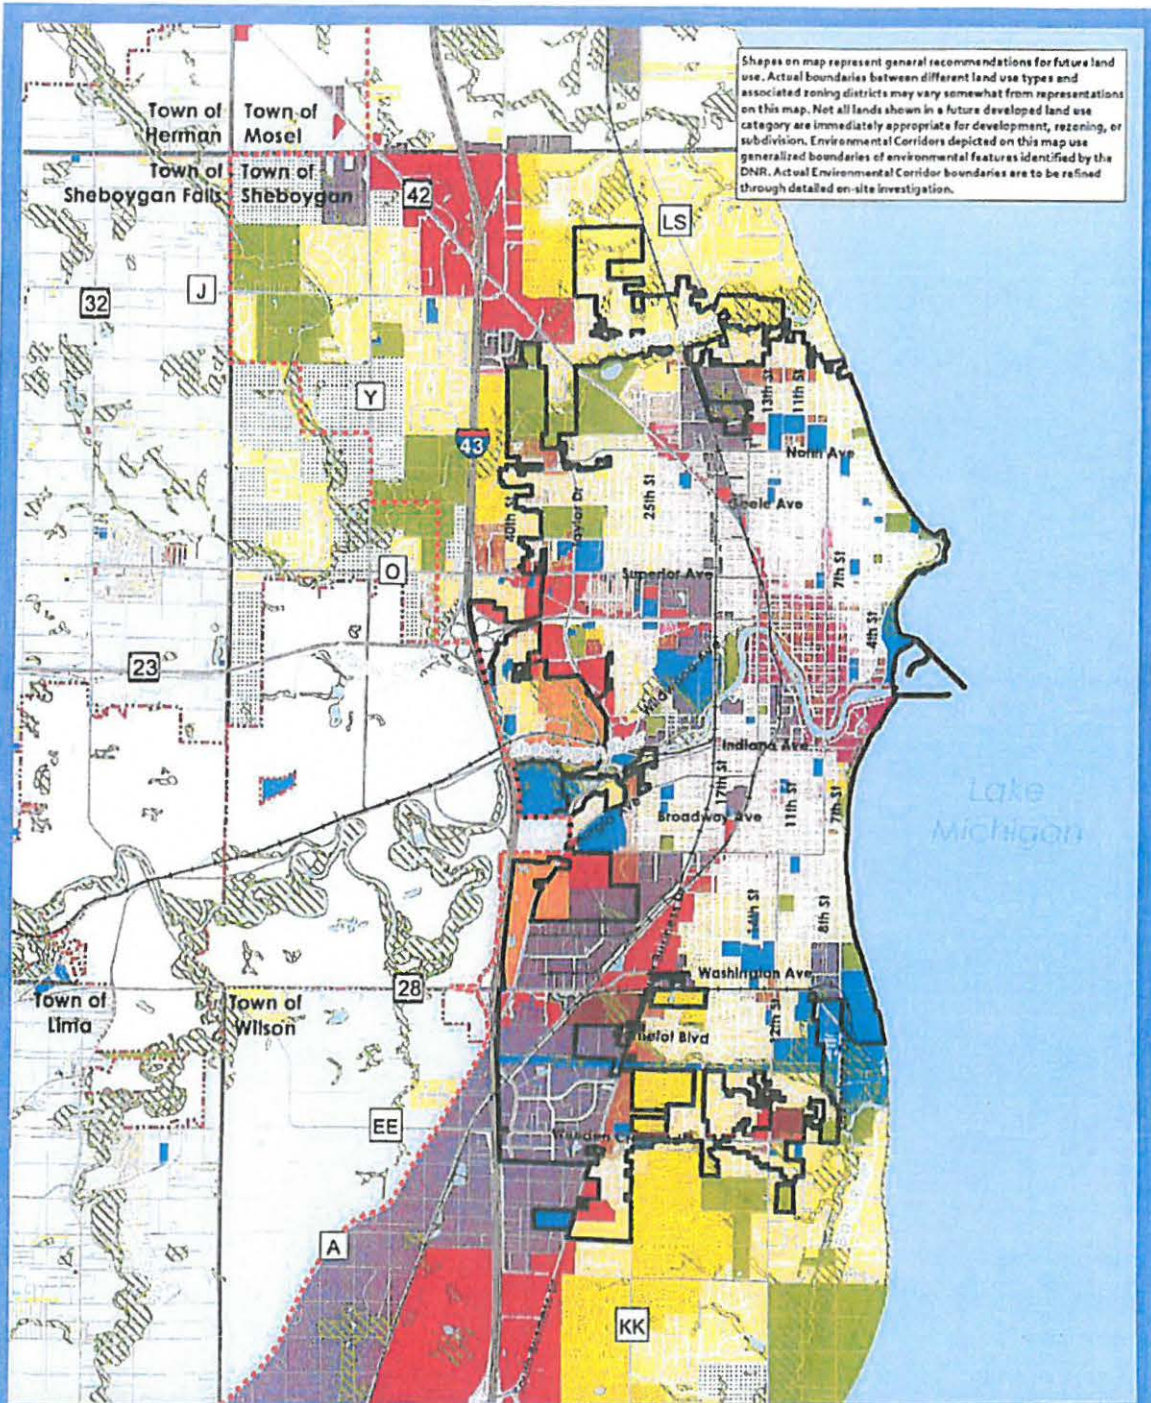 Shapes on map represent general recommendations for future land
use. Actual boundaries between different land use types and
associated zoning districts may vary somewhat from representations
on this map. Not all lands shown in a future developed land use
category are immediately appropriate for development, rezoning, or
subdivision. Environmental Corridors depicted on this map use
generalized boundaries of environmental features identified by the
DNR. Actual Environmental Corridor boundaries are to be refined
through detailed on-site investigation.
Town of
Herman
Town of
Mosel
Town of
Sheboygan Falls
Town of
Sheboygan
42
LS
J
32
Y
13th St
11th St
43
North Ave
40th St
Taylor Dr
25th St
O
Superior Ave
7th St
4th St
23
Indiana Ave
17th St
11th St
7th St
Broadway Ave
Lake
Michigan
14th St
8th St
Washington Ave
28
Town of
Lima
Town of
Wilson
12th St
Blvd
EE
A
KK